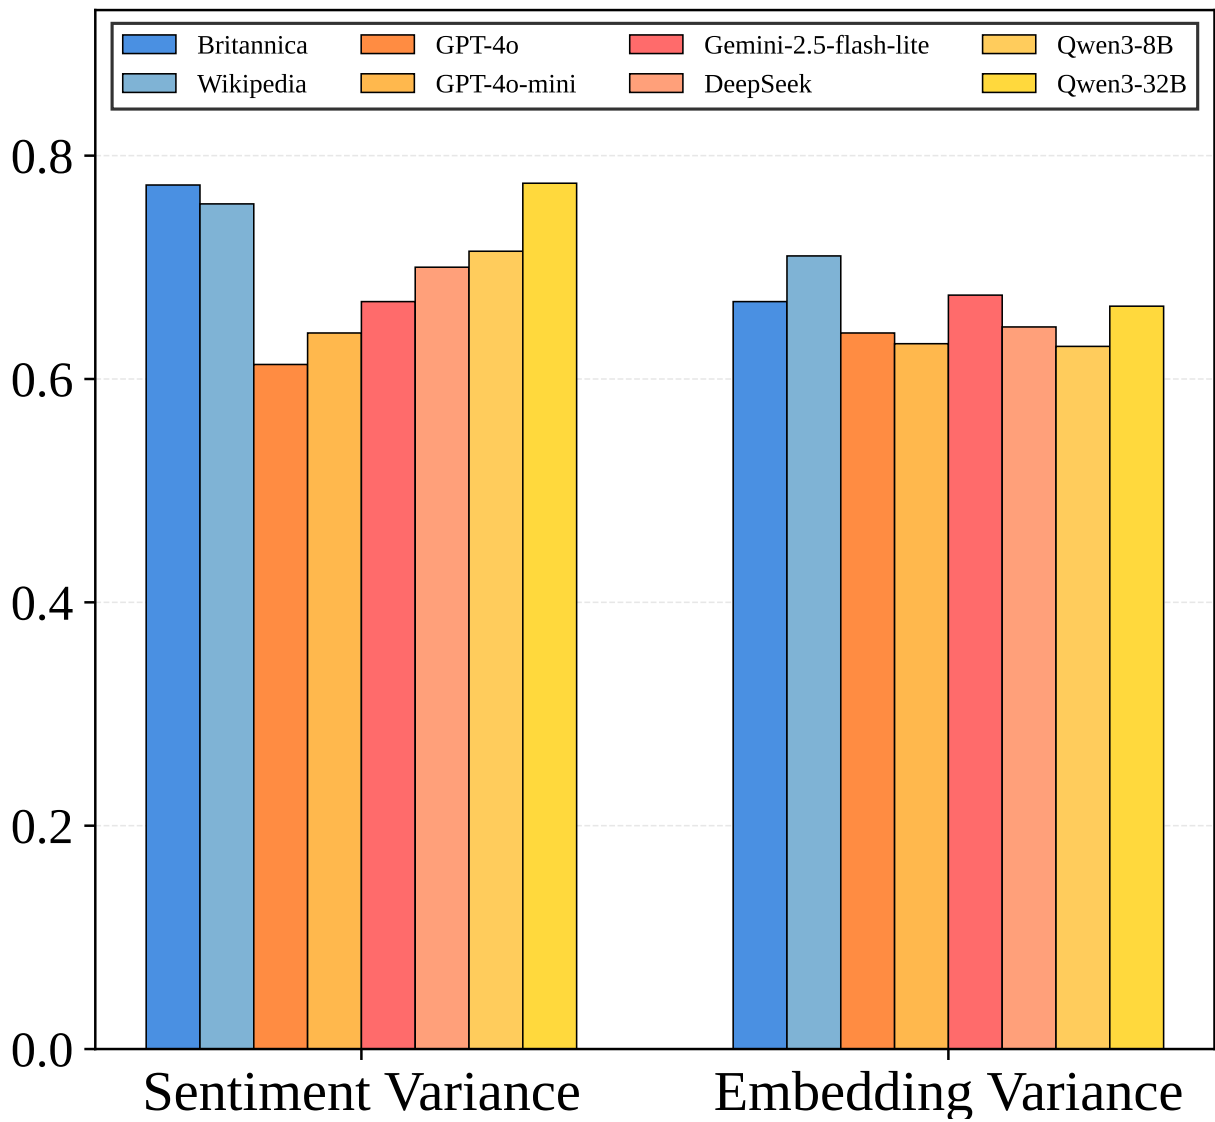 Britannica GPT-4o Gemini-2.5-flash-lite Qwen3-8B
Wikipedia GPT-4o-mini DeepSeek Qwen3-32B
0.8
0.6
0.4
0.2
0.0
Sentiment Variance Embedding Variance